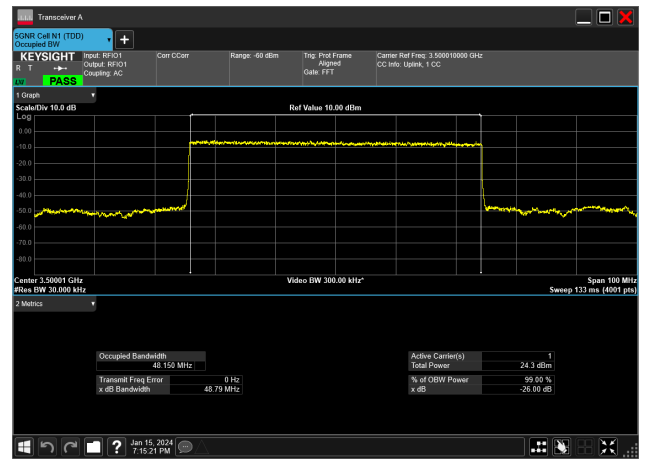 Transceiver A
5GNR Cell N1 (TDD)
Occupied BW
KEYSIGHT
R T
LW PASS
Input: RFIO1
Output: RFIO1
Coupling: AC
Corr CCorr
Range: -60 dBm
Trig: Prot Frame
Aligned
Gate: FFT
Carrier Ref Freq: 3.500010000 GHz
CC Info: Uplink, 1 CC
1 Graph
Scale/Div 10.0 dB
Ref Value 10.00 dBm
Log
0.00
-10.0
-20.0
-30.0
-40.0
-50.0
-60.0
-70.0
-80.0
Center 3.50001 GHz
Video BW 300.00 kHz*
Span 100 MHz
#Res BW 30.000 kHz
Sweep 133 ms (4001 pts)
2 Metrics
Occupied Bandwidth
48.150 MHz
Transmit Freq Error 0 Hz
x dB Bandwidth 48.79 MHz
Active Carrier(s) 1
Total Power 24.3 dBm
% of OBW Power 99.00 %
x dB -26.00 dB
?
Jan 15, 2024
7:15:21 PM